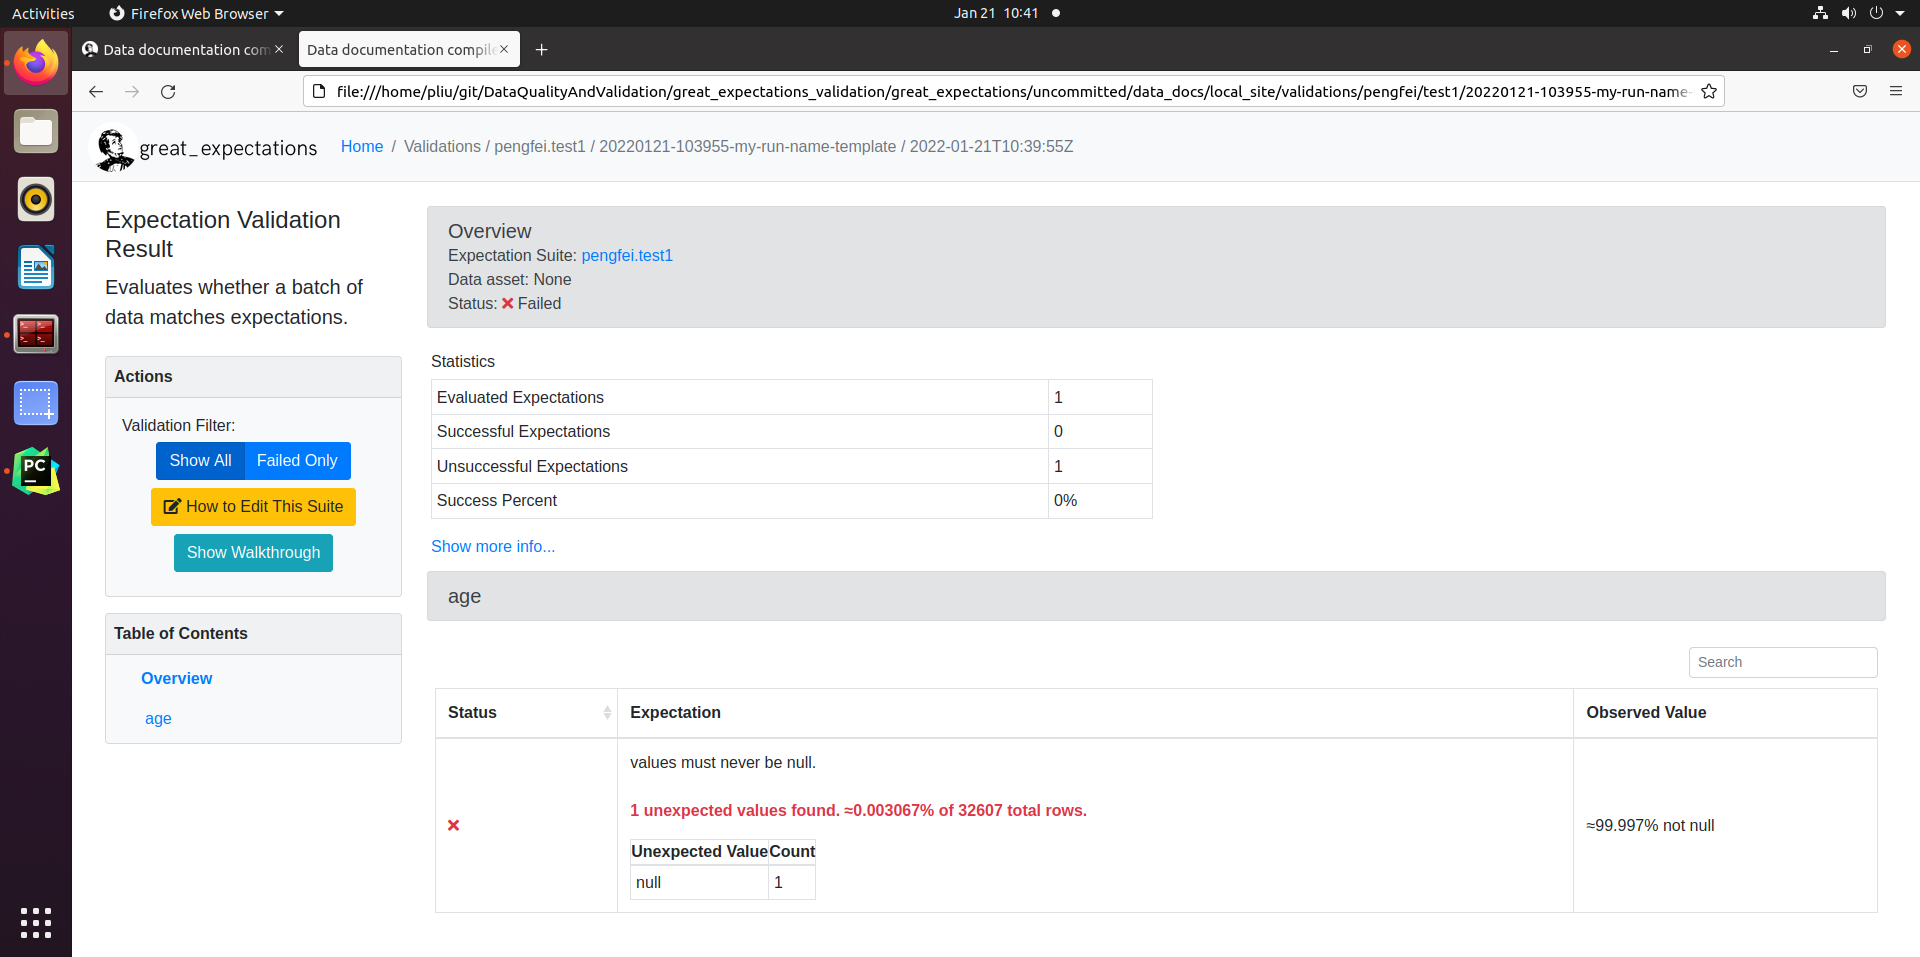 Activities Firefox Web Browser Jan 21 10:41
Data documentation com
Data documentation compile
file:///home/pliu/git/DataQualityAndValidation/great_expectations_validation/great_expectations/uncommitted/data_docs/local_site/validations/pengfei/test1/20220121-103955-my-run-name-
great_expectations Home / Validations / pengfei.test1 / 20220121-103955-my-run-name-template / 2022-01-21T10:39:55Z
Expectation Validation
Result
Evaluates whether a batch of
data matches expectations.
Actions
Validation Filter:
Show All Failed Only
How to Edit This Suite
Show Walkthrough
Table of Contents
Overview
age
Overview
Expectation Suite: pengfei.test1
Data asset: None
Status: Failed
Statistics
Evaluated Expectations 1
Successful Expectations 0
Unsuccessful Expectations 1
Success Percent 0%
Show more info...
age
Search
Status Expectation Observed Value
values must never be null.
1 unexpected values found. ≈0.003067% of 32607 total rows.
Unexpected Value Count
null 1
≈99.997% not null
PC